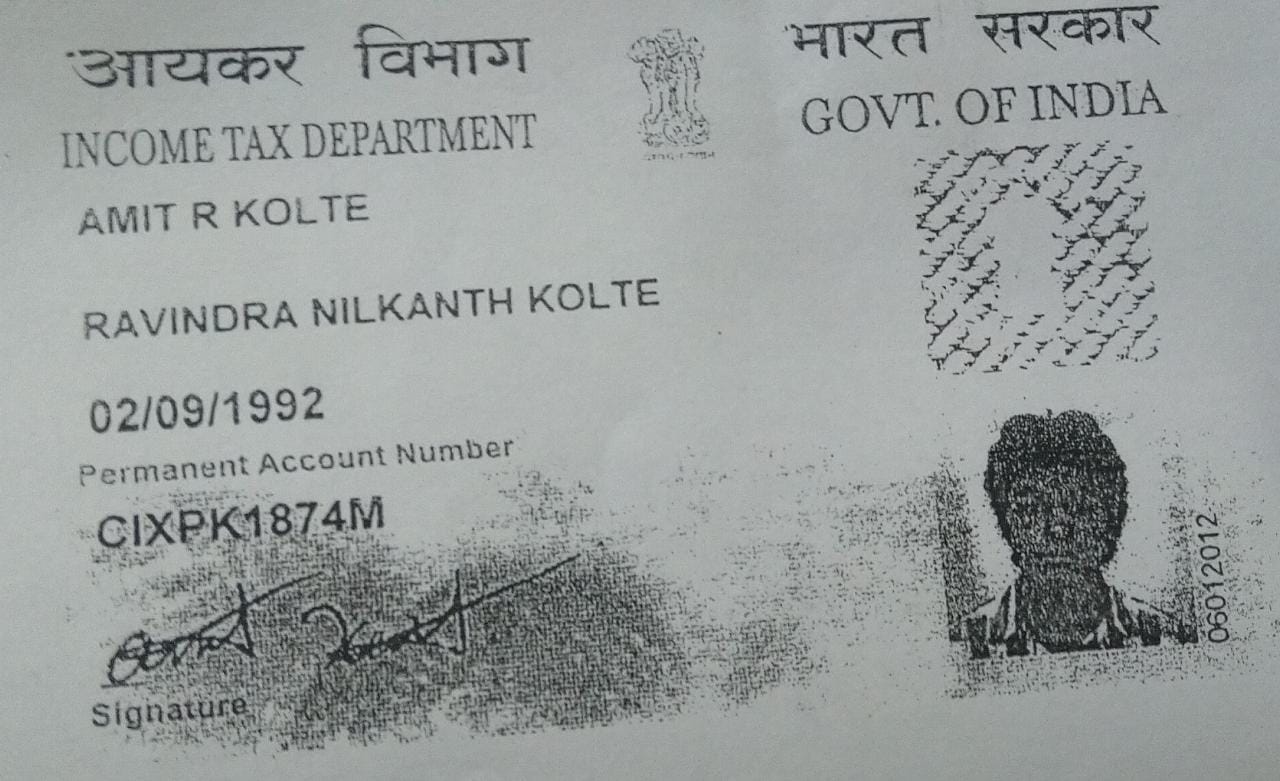 आयकर विभाग
भारत सरकार
INCOME TAX DEPARTMENT
GOVT. OF INDIA
AMIT R KOLTE
RAVINDRA NILKANTH KOLTE
02/09/1992
Permanent Account Number
CIXPK1874M
Signature
06012012